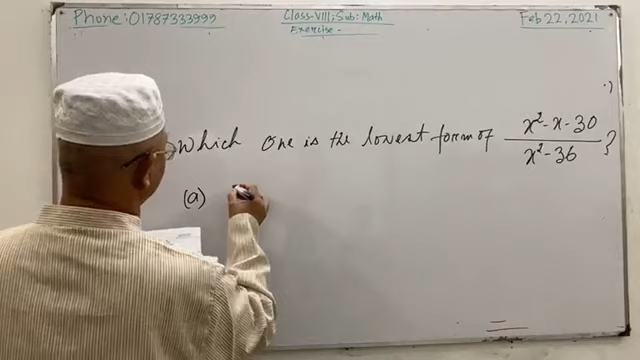 Phone: 01787333999
Class-VIII; Sub: Math
Feb 22, 2021
Exercise -
Which one is the lowest form of x² - x - 30 / x² - 36 ?
(a)